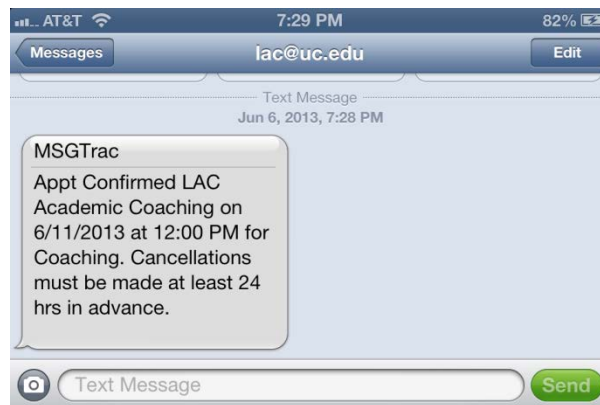 AT&T 7:29 PM 82%
Messages lac@uc.edu Edit
Text Message
Jun 6, 2013, 7:28 PM
MSGTrac
Appt Confirmed LAC
Academic Coaching on
6/11/2013 at 12:00 PM for
Coaching. Cancellations
must be made at least 24
hrs in advance.
Text Message Send